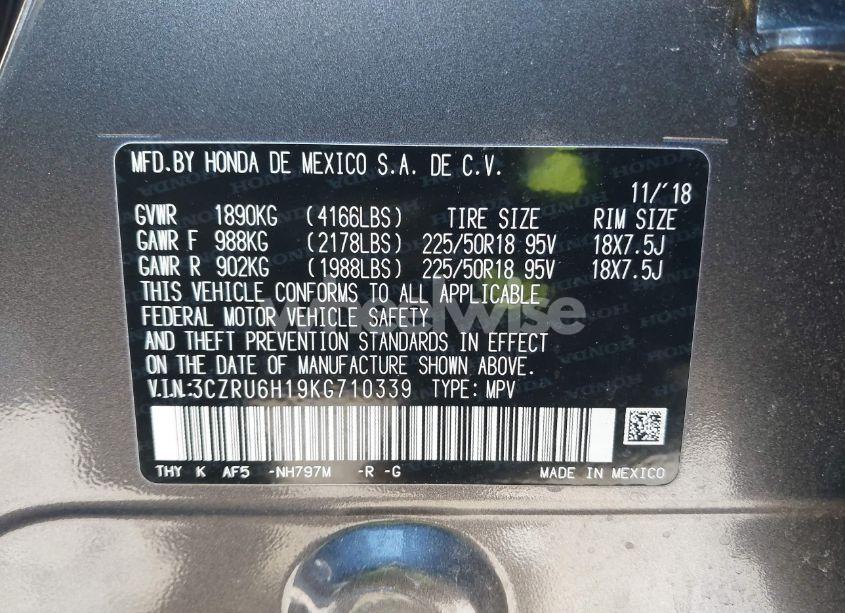 MFD.BY HONDA DE MEXICO S.A. DE C.V.
11/'18
GVWR 1890KG (4166LBS) TIRE SIZE RIM SIZE
GAWR F 988KG (2178LBS) 225/50R18 95V 18X7.5J
GAWR R 902KG (1988LBS) 225/50R18 95V 18X7.5J
THIS VEHICLE CONFORMS TO ALL APPLICABLE
FEDERAL MOTOR VEHICLE SAFETY
AND THEFT PREVENTION STANDARDS IN EFFECT
ON THE DATE OF MANUFACTURE SHOWN ABOVE.
V.I.N.:3CZRU6H19KG710339 TYPE: MPV
THY K AF5 -NH797M -R -G MADE IN MEXICO
wheelwise